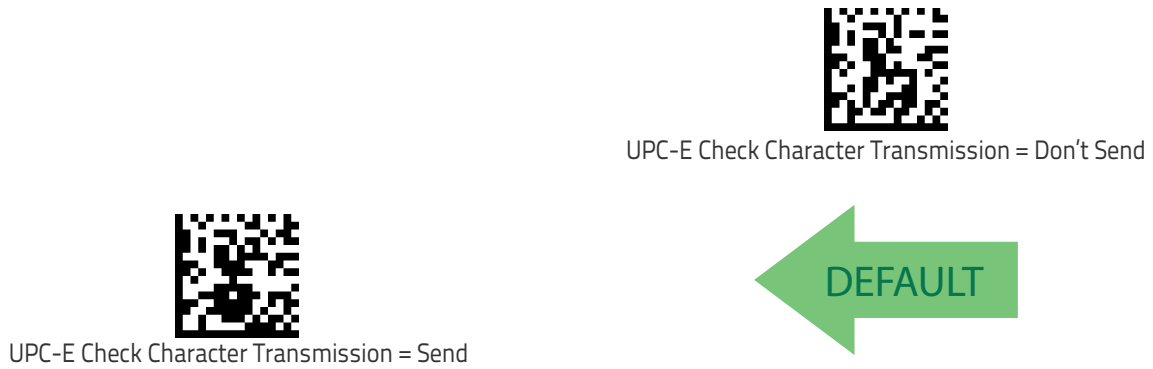 UPC-E Check Character Transmission = Don’t Send
DEFAULT
UPC-E Check Character Transmission = Send